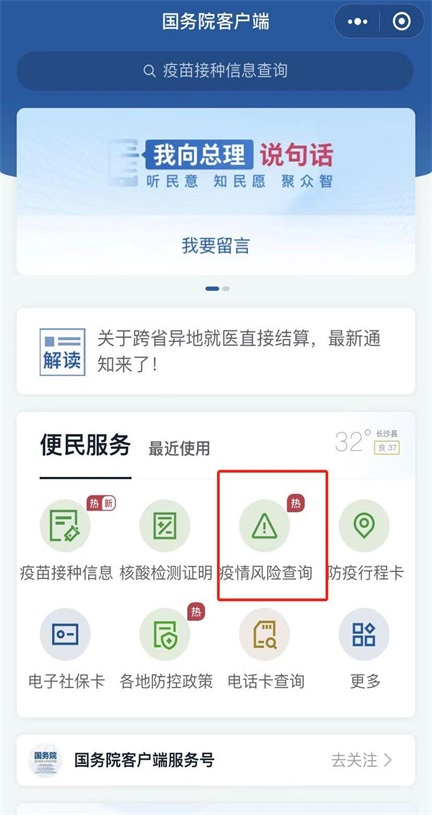 国务院客户端
疫苗接种信息查询
我向总理 说句话
听民意 知民愿 聚众智
我要留言
解读
关于跨省异地就医直接结算，最新通
知来了！
便民服务
最近使用
32°
长沙县
良 37
热 新
热
疫苗接种信息
核酸检测证明
疫情风险查询
防疫行程卡
热
电子社保卡
各地防控政策
电话卡查询
更多
国务院
国务院客户端服务号
去关注